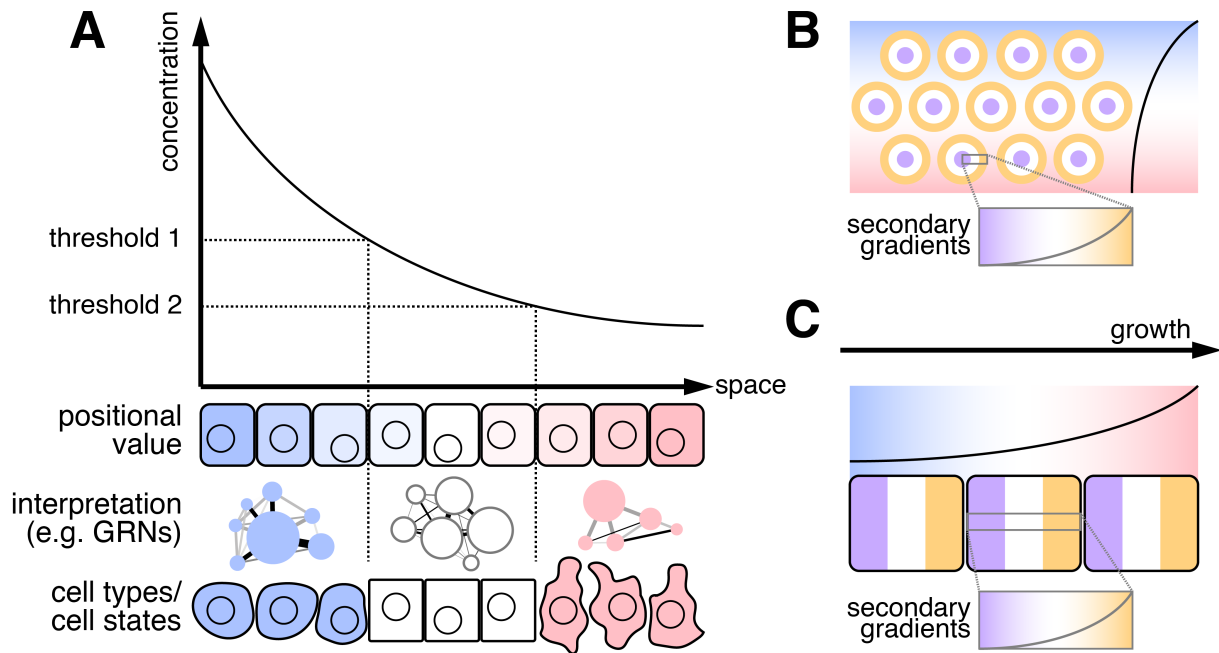 A
concentration
threshold 1
threshold 2
space
positional
value
interpretation
(e.g. GRNs)
cell types/
cell states
B
secondary
gradients
C
growth
secondary
gradients